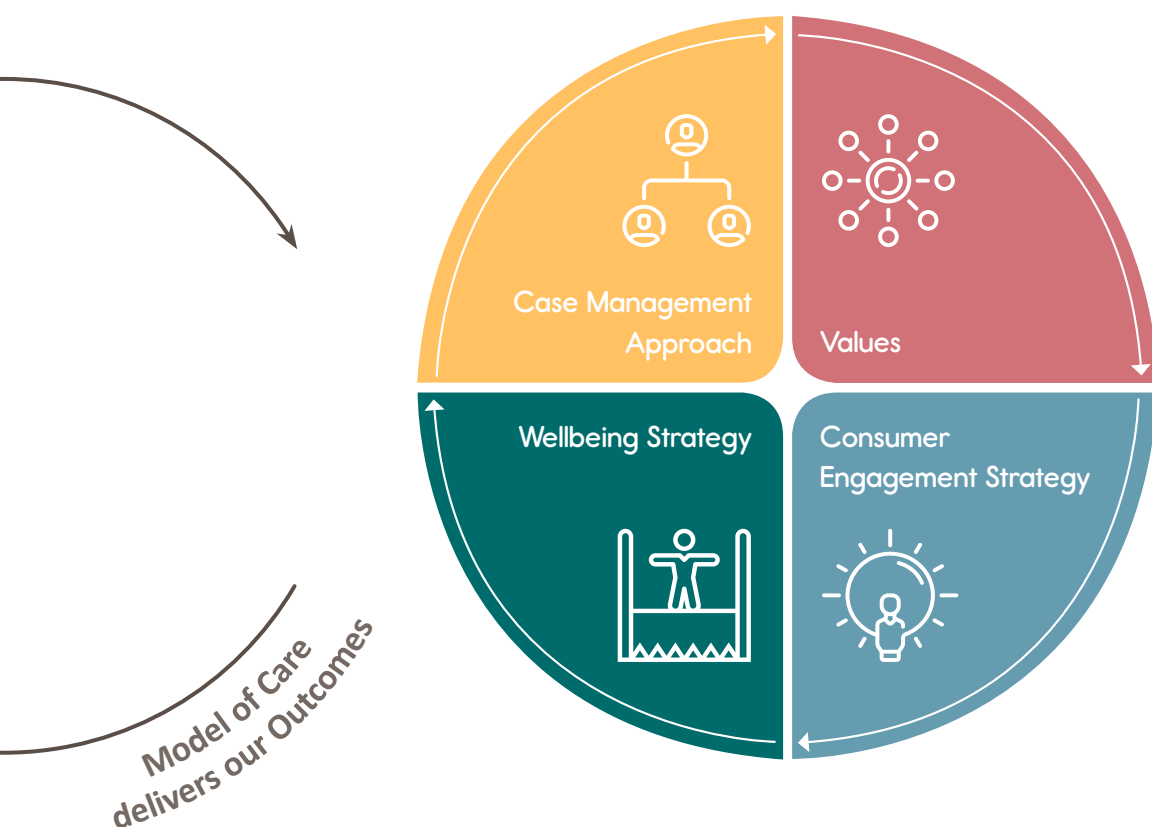 Case Management
Approach
Values
Wellbeing Strategy
Consumer
Engagement Strategy
Model of Care
delivers our Outcomes